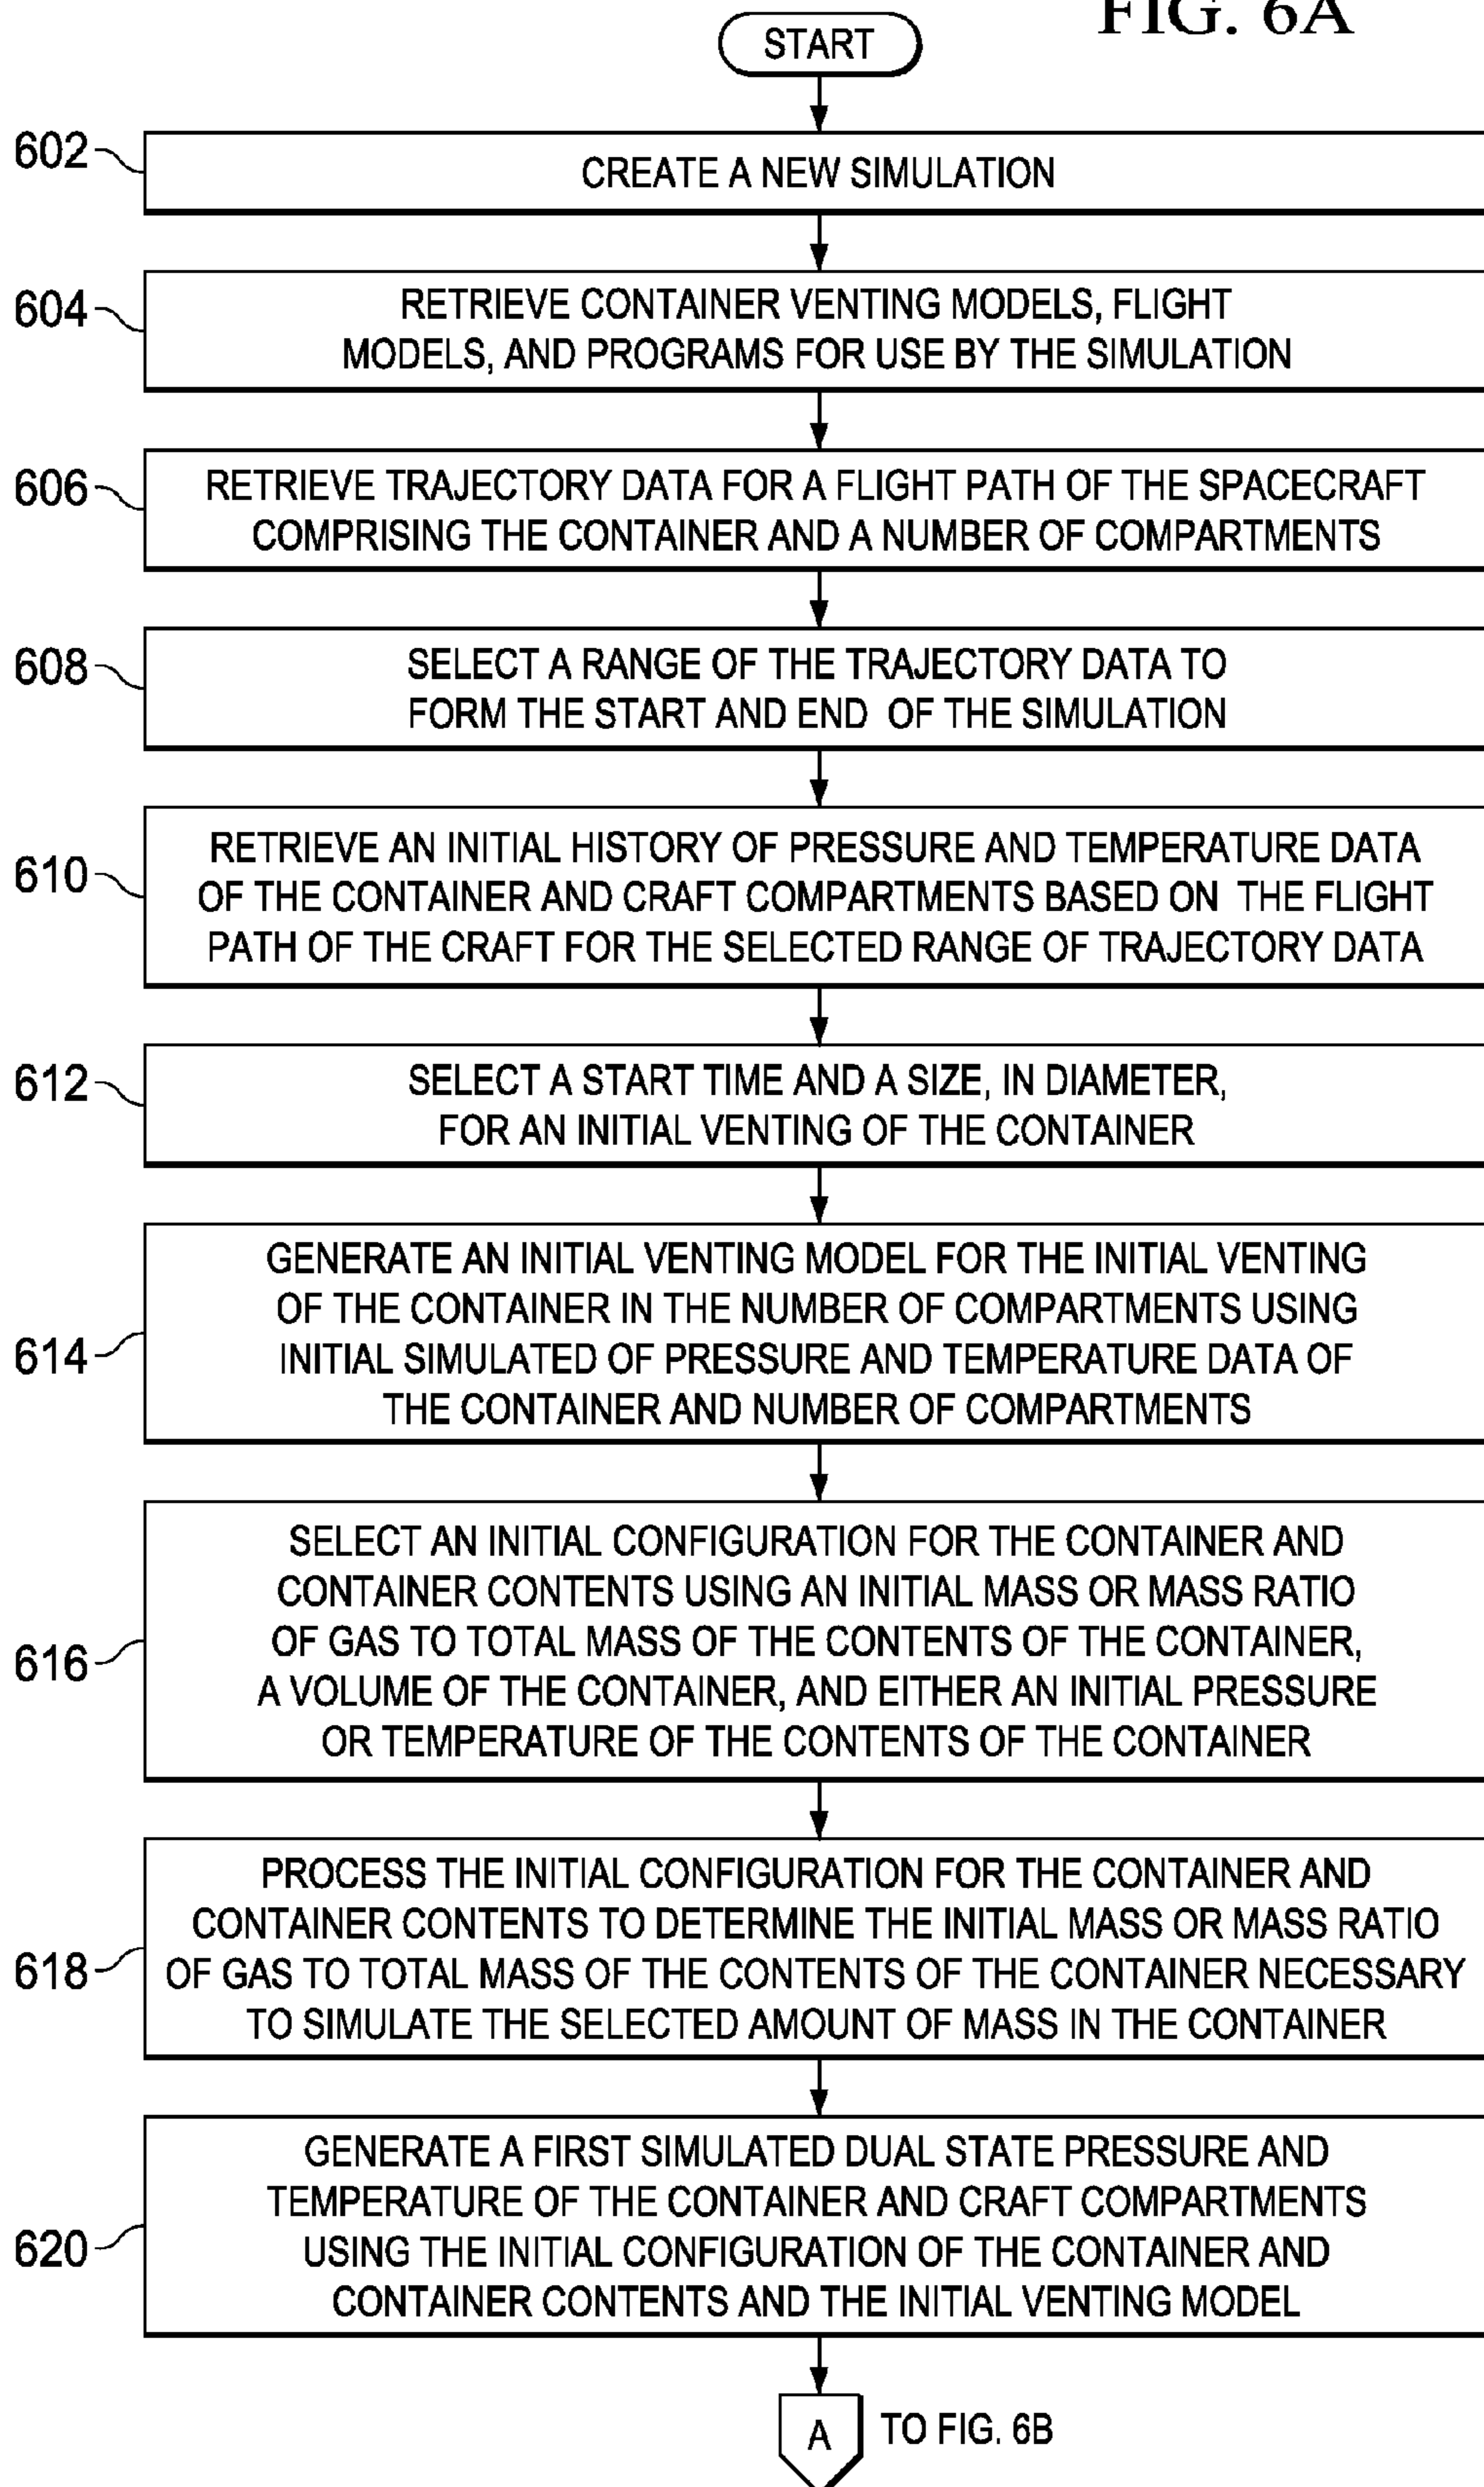 FIG. 6A
START
602
CREATE A NEW SIMULATION
604
RETRIEVE CONTAINER VENTING MODELS, FLIGHT
MODELS, AND PROGRAMS FOR USE BY THE SIMULATION
606
RETRIEVE TRAJECTORY DATA FOR A FLIGHT PATH OF THE SPACECRAFT
COMPRISING THE CONTAINER AND A NUMBER OF COMPARTMENTS
608
SELECT A RANGE OF THE TRAJECTORY DATA TO
FORM THE START AND END OF THE SIMULATION
610
RETRIEVE AN INITIAL HISTORY OF PRESSURE AND TEMPERATURE DATA
OF THE CONTAINER AND CRAFT COMPARTMENTS BASED ON THE FLIGHT
PATH OF THE CRAFT FOR THE SELECTED RANGE OF TRAJECTORY DATA
612
SELECT A START TIME AND A SIZE, IN DIAMETER,
FOR AN INITIAL VENTING OF THE CONTAINER
614
GENERATE AN INITIAL VENTING MODEL FOR THE INITIAL VENTING
OF THE CONTAINER IN THE NUMBER OF COMPARTMENTS USING
INITIAL SIMULATED OF PRESSURE AND TEMPERATURE DATA OF
THE CONTAINER AND NUMBER OF COMPARTMENTS
616
SELECT AN INITIAL CONFIGURATION FOR THE CONTAINER AND
CONTAINER CONTENTS USING AN INITIAL MASS OR MASS RATIO
OF GAS TO TOTAL MASS OF THE CONTENTS OF THE CONTAINER,
A VOLUME OF THE CONTAINER, AND EITHER AN INITIAL PRESSURE
OR TEMPERATURE OF THE CONTENTS OF THE CONTAINER
618
PROCESS THE INITIAL CONFIGURATION FOR THE CONTAINER AND
CONTAINER CONTENTS TO DETERMINE THE INITIAL MASS OR MASS RATIO
OF GAS TO TOTAL MASS OF THE CONTENTS OF THE CONTAINER NECESSARY
TO SIMULATE THE SELECTED AMOUNT OF MASS IN THE CONTAINER
620
GENERATE A FIRST SIMULATED DUAL STATE PRESSURE AND
TEMPERATURE OF THE CONTAINER AND CRAFT COMPARTMENTS
USING THE INITIAL CONFIGURATION OF THE CONTAINER AND
CONTAINER CONTENTS AND THE INITIAL VENTING MODEL
A
TO FIG. 6B